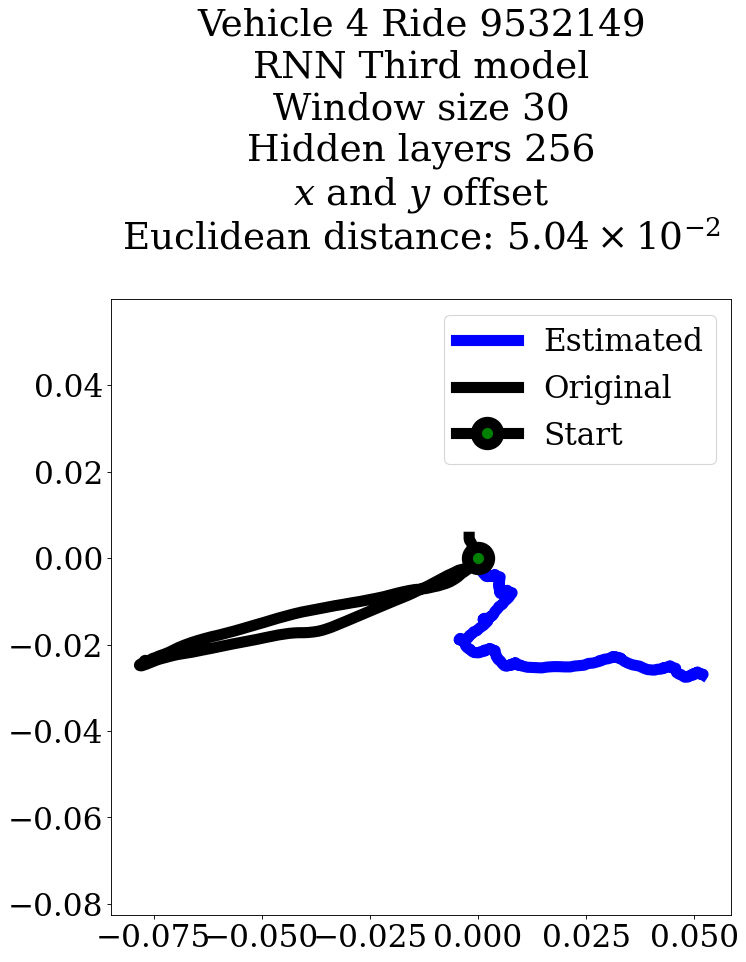 Vehicle 4 Ride 9532149
RNN Third model
Window size 30
Hidden layers 256
x and y offset
Euclidean distance: 5.04 × 10⁻²
Estimated
Original
Start
0.04
0.02
0.00
−0.02
−0.04
−0.06
−0.08
−0.075 −0.050 −0.025 0.000 0.025 0.050